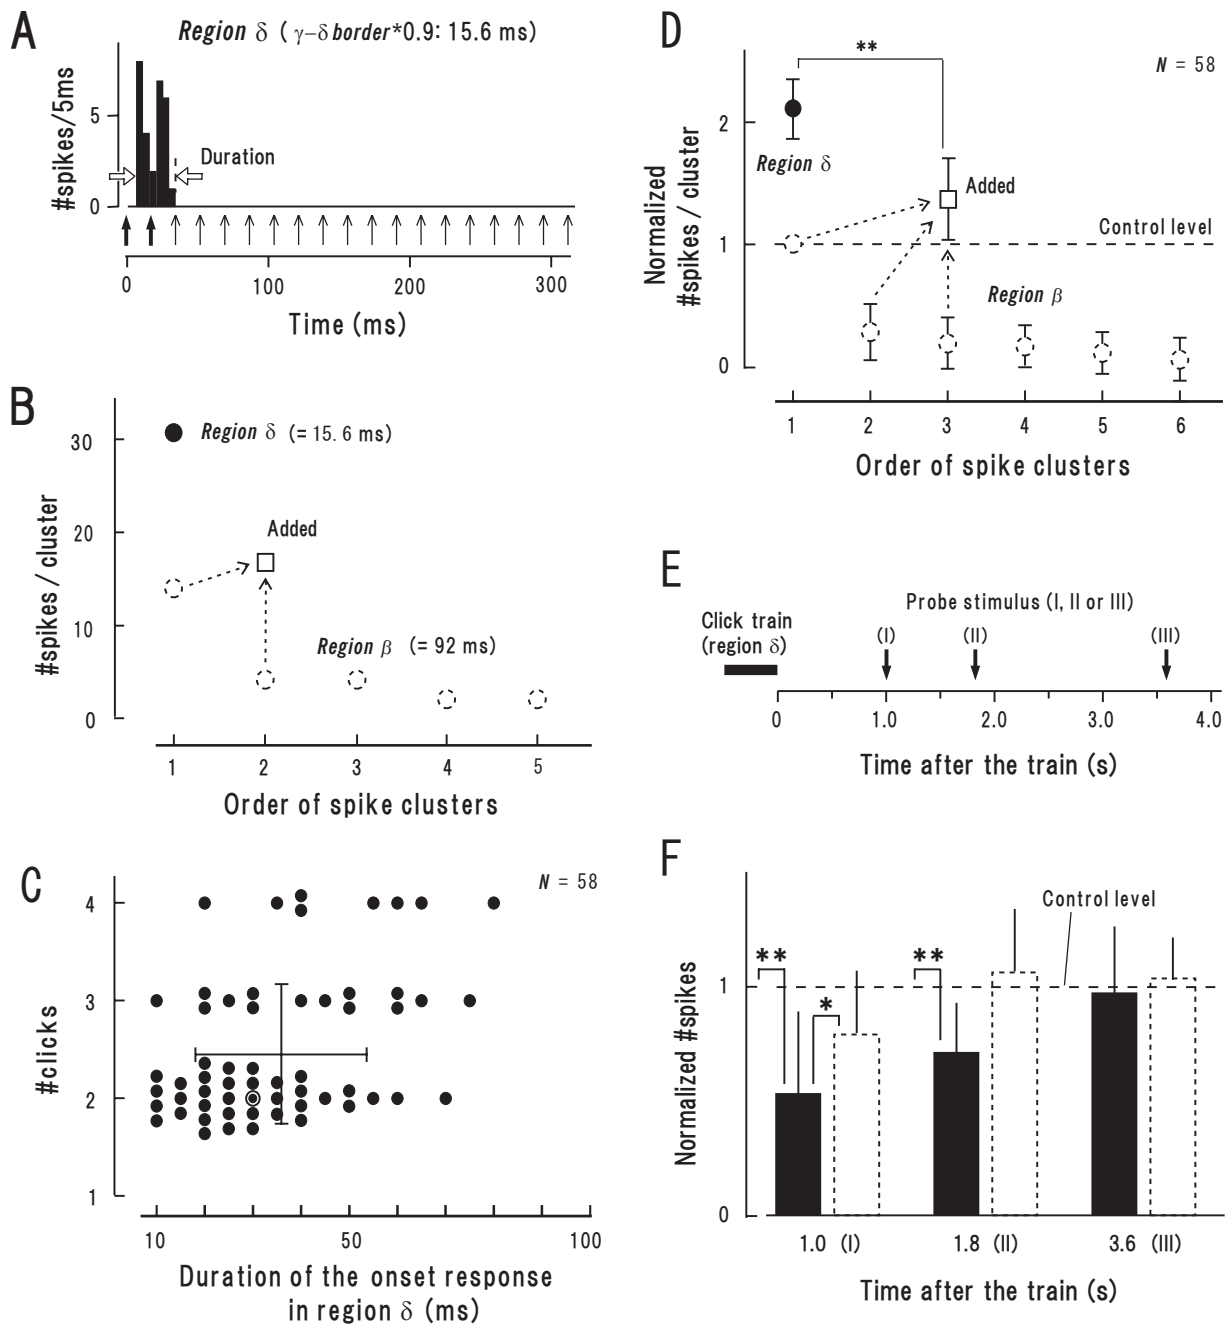 A
Region δ ( γ–δ border*0.9: 15.6 ms)
#spikes/5ms
5
0
Duration
0 100 200 300
Time (ms)
B
#spikes / cluster
30
20
10
0
Region δ (= 15.6 ms)
Added
Region β (= 92 ms)
1 2 3 4 5
Order of spike clusters
C
N = 58
#clicks
4
3
2
1
10 50 100
Duration of the onset response
in region δ (ms)
D
**
N = 58
Normalized
#spikes / cluster
2
1
0
Region δ
Added
Control level
Region β
1 2 3 4 5 6
Order of spike clusters
E
Probe stimulus (I, II or III)
Click train
(region δ)
(I) (II) (III)
0 1.0 2.0 3.0 4.0
Time after the train (s)
F
Normalized #spikes
1
0
Control level
** * **
1.0 (I) 1.8 (II) 3.6 (III)
Time after the train (s)